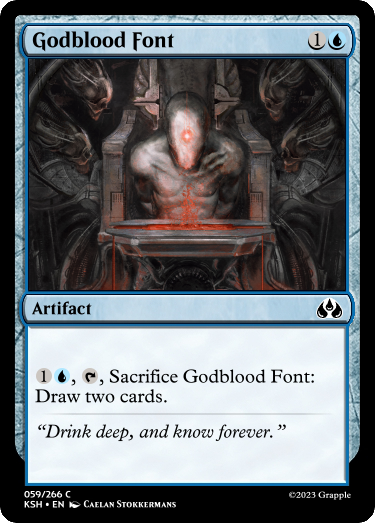 Godblood Font 1
Artifact
1, , Sacrifice Godblood Font:
Draw two cards.
“Drink deep, and know forever.”
059/266 C
KSH • EN Caelan Stokkermans
©2023 Grapple